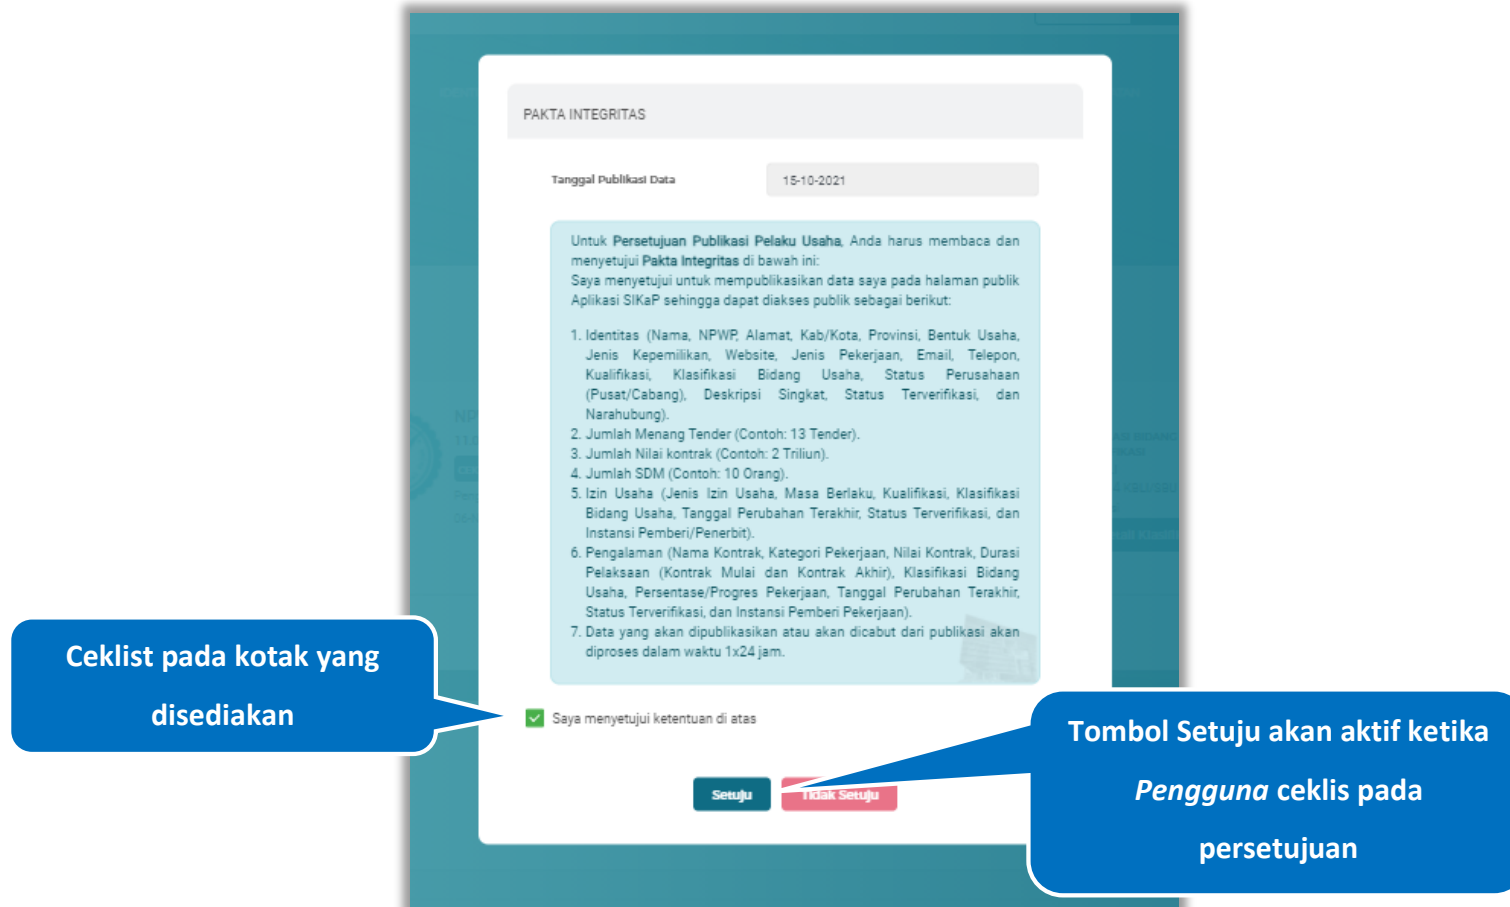 PAKTA INTEGRITAS
Tanggal Publikasi Data
15-10-2021
Untuk Persetujuan Publikasi Pelaku Usaha, Anda harus membaca dan
menyetujui Pakta Integritas di bawah ini:
Saya menyetujui untuk mempublikasikan data saya pada halaman publik
Aplikasi SIKaP sehingga dapat diakses publik sebagai berikut:
1. Identitas (Nama, NPWP, Alamat, Kab/Kota, Provinsi, Bentuk Usaha,
Jenis Kepemilikan, Website, Jenis Pekerjaan, Email, Telepon,
Kualifikasi, Klasifikasi Bidang Usaha, Status Perusahaan
(Pusat/Cabang), Deskripsi Singkat, Status Terverifikasi, dan
Narahubung).
2. Jumlah Menang Tender (Contoh: 13 Tender).
3. Jumlah Nilai kontrak (Contoh: 2 Triliun).
4. Jumlah SDM (Contoh: 10 Orang).
5. Izin Usaha (Jenis Izin Usaha, Masa Berlaku, Kualifikasi, Klasifikasi
Bidang Usaha, Tanggal Perubahan Terakhir, Status Terverifikasi, dan
Instansi Pemberi/Penerbit).
6. Pengalaman (Nama Kontrak, Kategori Pekerjaan, Nilai Kontrak, Durasi
Pelaksaan (Kontrak Mulai dan Kontrak Akhir), Klasifikasi Bidang
Usaha, Persentase/Progres Pekerjaan, Tanggal Perubahan Terakhir,
Status Terverifikasi, dan Instansi Pemberi Pekerjaan).
7. Data yang akan dipublikasikan atau akan dicabut dari publikasi akan
diproses dalam waktu 1x24 jam.
Ceklist pada kotak yang
disediakan
Saya menyetujui ketentuan di atas
Setuju
Tidak Setuju
Tombol Setuju akan aktif ketika
Pengguna ceklis pada
persetujuan